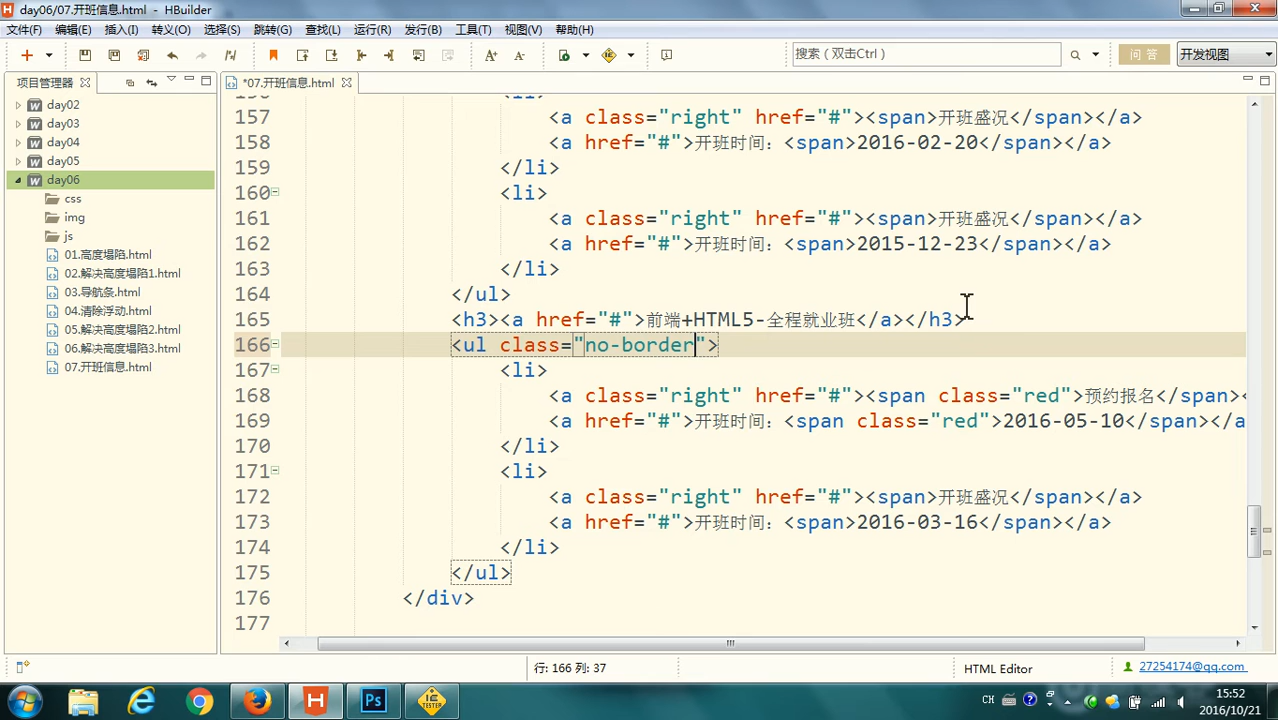 day06/07.开班信息.html - HBuilder
文件(F) 编辑(E) 插入(I) 转义(O) 选择(S) 跳转(G) 查找(L) 运行(R) 发行(B) 工具(T) 视图(V) 帮助(H)
搜索（双击Ctrl） 问 答 开发视图
项目管理器 *07.开班信息.html
day02
day03
day04
day05
day06
css
img
js
01.高度塌陷.html
02.解决高度塌陷1.html
03.导航条.html
04.清除浮动.html
05.解决高度塌陷2.html
06.解决高度塌陷3.html
07.开班信息.html
157 <a class="right" href="#"><span>开班盛况</span></a>
158 <a href="#">开班时间：<span>2016-02-20</span></a>
159 </li>
160 <li>
161 <a class="right" href="#"><span>开班盛况</span></a>
162 <a href="#">开班时间：<span>2015-12-23</span></a>
163 </li>
164 </ul>
165 <h3><a href="#">前端+HTML5-全程就业班</a></h3>
166 <ul class="no-border">
167 <li>
168 <a class="right" href="#"><span class="red">预约报名</span><
169 <a href="#">开班时间：<span class="red">2016-05-10</span></a
170 </li>
171 <li>
172 <a class="right" href="#"><span>开班盛况</span></a>
173 <a href="#">开班时间：<span>2016-03-16</span></a>
174 </li>
175 </ul>
176 </div>
177
行: 166 列: 37 HTML Editor 27254174@qq.com
CH 15:52
2016/10/21